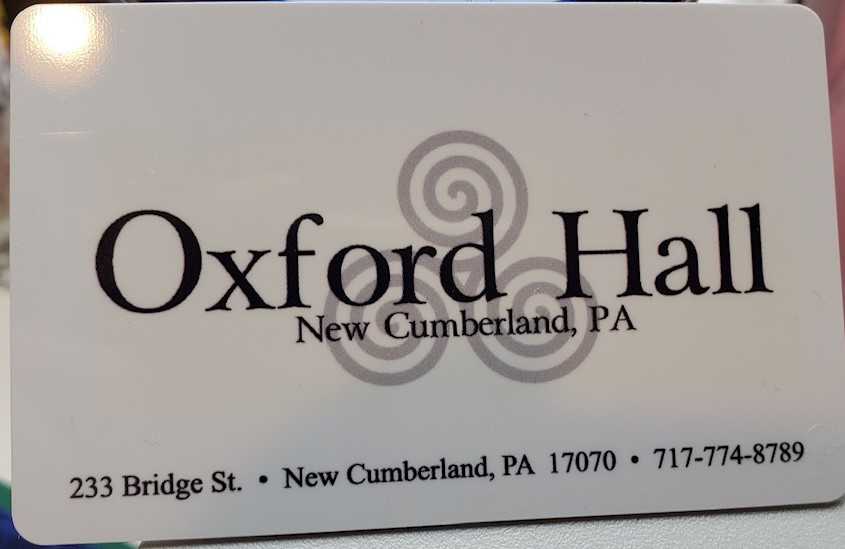 Oxford Hall
New Cumberland, PA
233 Bridge St. • New Cumberland, PA 17070 • 717-774-8789